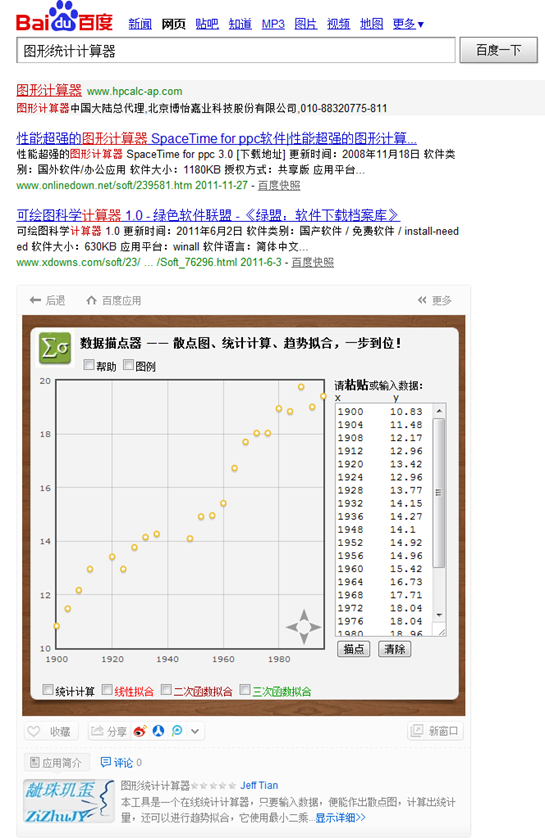 Bai du 百度
新闻 网页 贴吧 知道 MP3 图片 视频 地图 更多▼
图形统计计算器
百度一下
图形计算器 www.hpcalc-ap.com
图形计算器中国大陆总代理,北京博怡嘉业科技股份有限公司,010-88320775-811
性能超强的图形计算器 SpaceTime for ppc软件|性能超强的图形计算...
性能超强的图形计算器 SpaceTime for ppc 3.0 [下载地址] 更新时间：2008年11月18日 软件类
别：国外软件/办公应用 软件大小：1180KB 授权方式：共享版 应用平台...
www.onlinedown.net/soft/239581.htm 2011-11-27 - 百度快照
可绘图科学计算器 1.0 - 绿色软件联盟 - 《绿盟：软件下载档案库》
可绘图科学计算器 1.0 更新时间：2011年6月2日 软件类别：国产软件 / 免费软件 / install-need
ed 软件大小：630KB 应用平台：winall 软件语言：简体中文...
www.xdowns.com/soft/23/ ... /Soft_76296.html 2011-6-3 - 百度快照
后退 百度应用 更多
Σσ
数据描点器 —— 散点图、统计计算、趋势拟合，一步到位！
帮助 图例
请粘贴或输入数据：
x y
1900 10.83
1904 11.48
1908 12.17
1912 12.96
1920 13.42
1924 12.96
1928 13.77
1932 14.15
1936 14.27
1948 14.1
1952 14.92
1956 14.96
1960 15.42
1964 16.73
1968 17.71
1972 18.04
1976 18.04
1980 18.96
描点 清除
20
18
16
14
12
10
1900 1920 1940 1960 1980
统计计算 线性拟合 二次函数拟合 三次函数拟合
收藏 分享 新窗口
应用简介 评论 0
龇珠玑歪
ZiZhuJY
图形统计计算器 Jeff Tian
本工具是一个在线统计计算器，只要输入数据，便能作出散点图，计算出统计
量，还可以进行趋势拟合，它使用最小二乘...显示详细>>